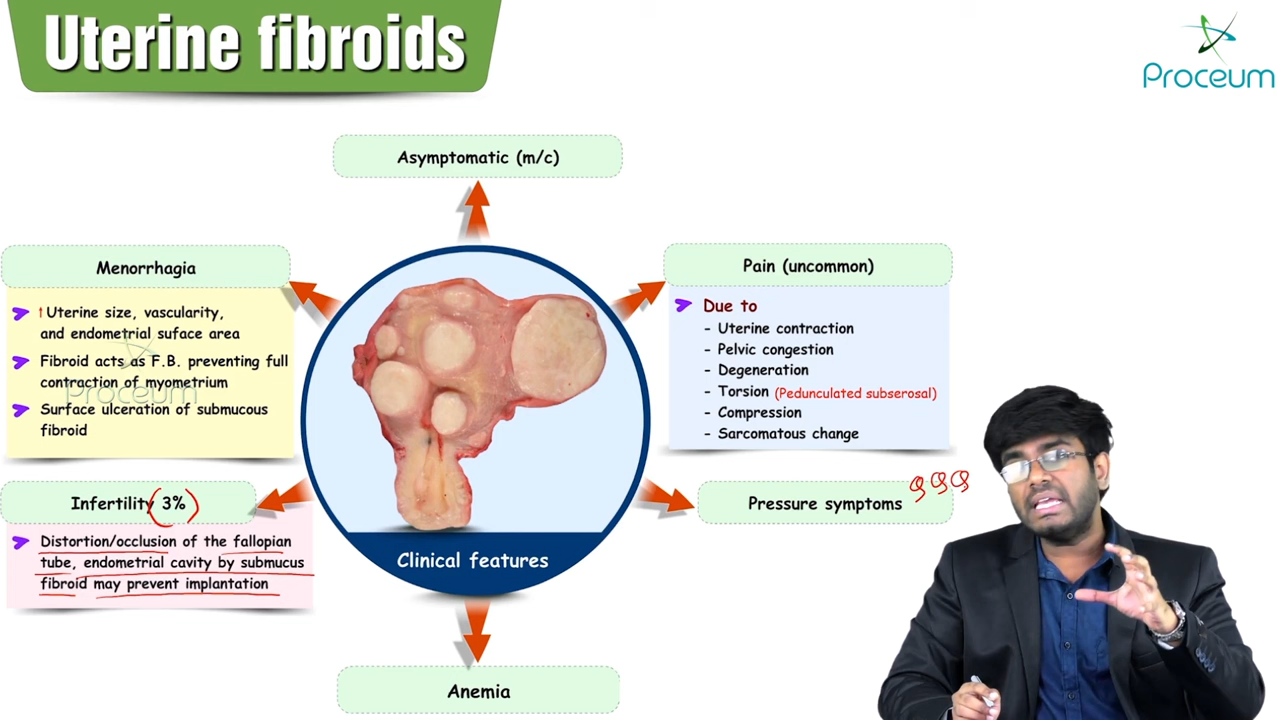 Uterine fibroids
Proceum
Asymptomatic (m/c)
Menorrhagia
↑Uterine size, vascularity,
and endometrial suface area
Fibroid acts as F.B. preventing full
contraction of myometrium
Surface ulceration of submucous
fibroid
Proceum
Pain (uncommon)
Due to
- Uterine contraction
- Pelvic congestion
- Degeneration
- Torsion (Pedunculated subserosal)
- Compression
- Sarcomatous change
Infertility (3%)
Distortion/occlusion of the fallopian
tube, endometrial cavity by submucus
fibroid may prevent implantation
Pressure symptoms
Clinical features
Anemia